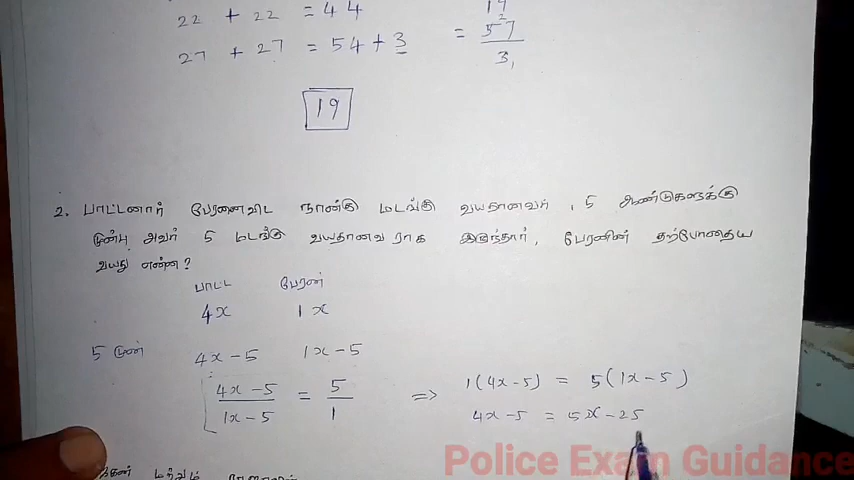 22 + 22 = 44
19
27 + 27 = 54 + 3 = 57
3
19
2. பாட்டனார் பேரனைவிட நான்கு மடங்கு வயதானவர், 5 ஆண்டுகளுக்கு
முன்பு அவர் 5 மடங்கு வயதானவராக இருந்தார், பேரனின் தற்போதைய
வயது என்ன?
பாட்ட பேரன்
4x 1x
5 முன் 4x-5 1x-5
4x-5/1x-5 = 5/1 => 1(4x-5) = 5(1x-5)
4x-5 = 5x-25
மற்றும்
Police Exam Guidance